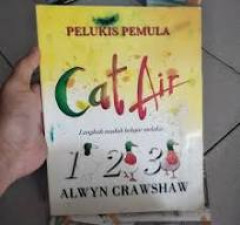 PELUKIS PEMULA
Cat Air
Langkah mudah belajar melukis
1 2 3
ALWYN CRAWSHAW